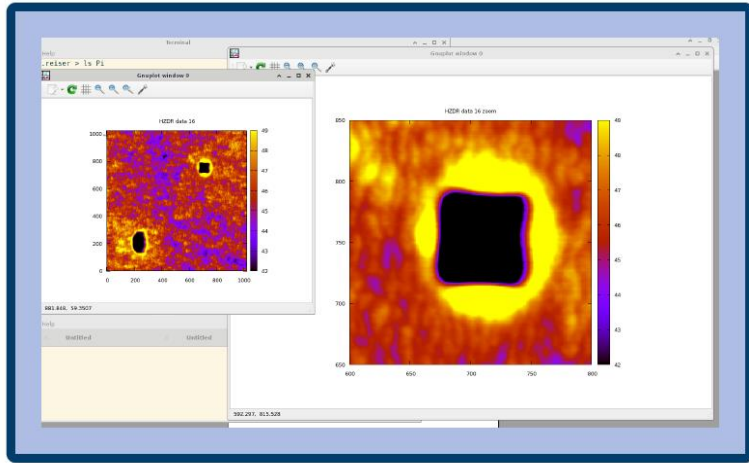 Terminal
Help
.reiser > ls Pi
Gnuplot window 0
HZDR data 16
1000
800
600
400
200
0
0 200 400 600 800 1000
49
48
47
46
45
44
43
42
981.849, 59.3507
Help
Untitled Untitled
Gnuplot window 0
HZDR data 16 zoom
850
800
750
700
650
600 650 700 750 800
49
48
47
46
45
44
43
42
592.297, 815.528